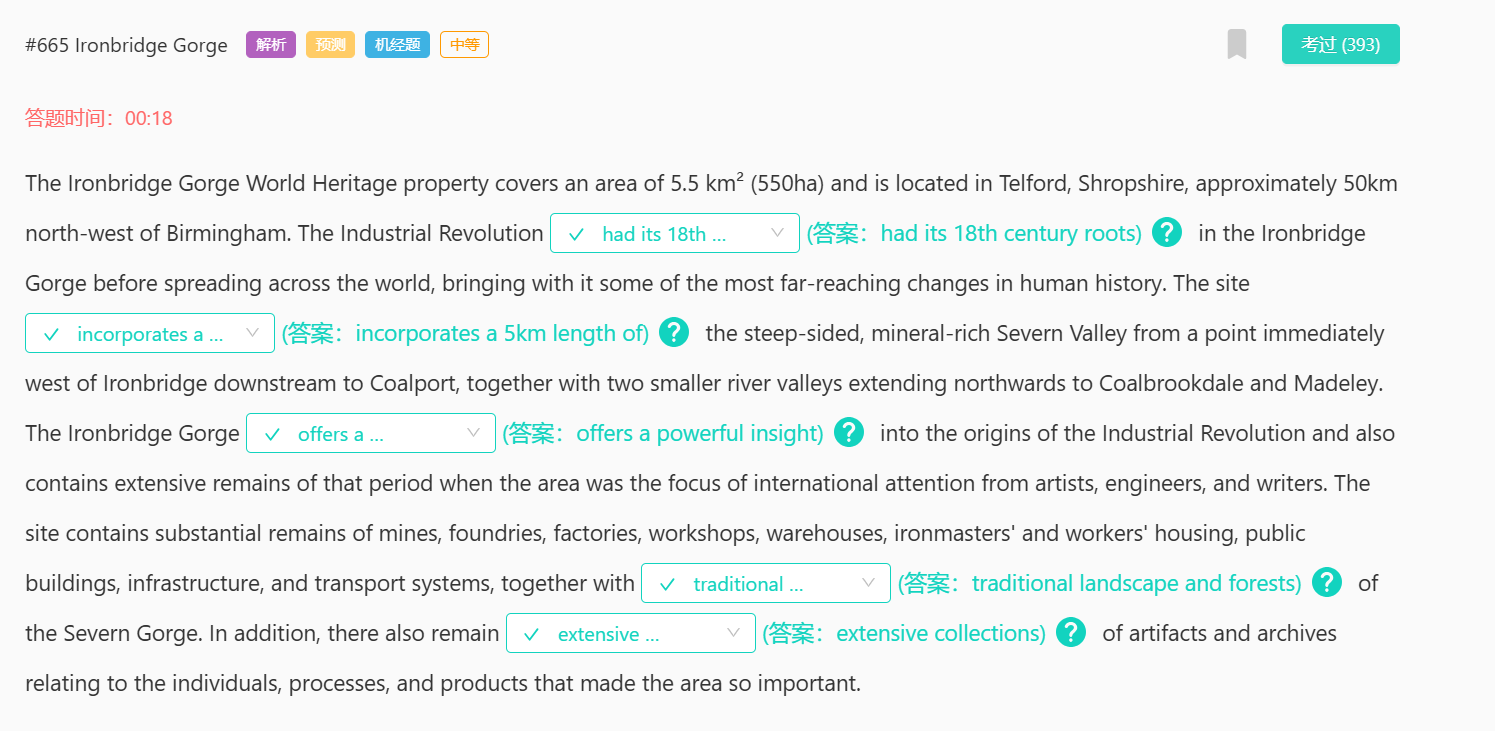 #665 Ironbridge Gorge 解析 预测 机经题 中等 考过 (393)
答题时间：00:18
The Ironbridge Gorge World Heritage property covers an area of 5.5 km² (550ha) and is located in Telford, Shropshire, approximately 50km
north-west of Birmingham. The Industrial Revolution ✓ had its 18th ... (答案：had its 18th century roots) ? in the Ironbridge
Gorge before spreading across the world, bringing with it some of the most far-reaching changes in human history. The site
✓ incorporates a ... (答案：incorporates a 5km length of) ? the steep-sided, mineral-rich Severn Valley from a point immediately
west of Ironbridge downstream to Coalport, together with two smaller river valleys extending northwards to Coalbrookdale and Madeley.
The Ironbridge Gorge ✓ offers a ... (答案：offers a powerful insight) ? into the origins of the Industrial Revolution and also
contains extensive remains of that period when the area was the focus of international attention from artists, engineers, and writers. The
site contains substantial remains of mines, foundries, factories, workshops, warehouses, ironmasters' and workers' housing, public
buildings, infrastructure, and transport systems, together with ✓ traditional ... (答案：traditional landscape and forests) ? of
the Severn Gorge. In addition, there also remain ✓ extensive ... (答案：extensive collections) ? of artifacts and archives
relating to the individuals, processes, and products that made the area so important.